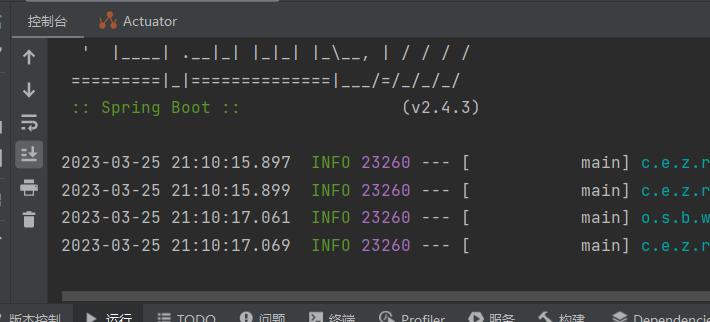 控制台 Actuator
'  |____| .__|_| |_|_| |_\__, | / / / /
=========|_|==============|___/=/_/_/_/
:: Spring Boot :: (v2.4.3)
2023-03-25 21:10:15.897  INFO 23260 --- [           main] c.e.z.r
2023-03-25 21:10:15.899  INFO 23260 --- [           main] c.e.z.r
2023-03-25 21:10:17.061  INFO 23260 --- [           main] o.s.b.w
2023-03-25 21:10:17.069  INFO 23260 --- [           main] c.e.z.r
版本控制 运行 TODO 问题 终端 Profiler 服务 构建 Dependencie